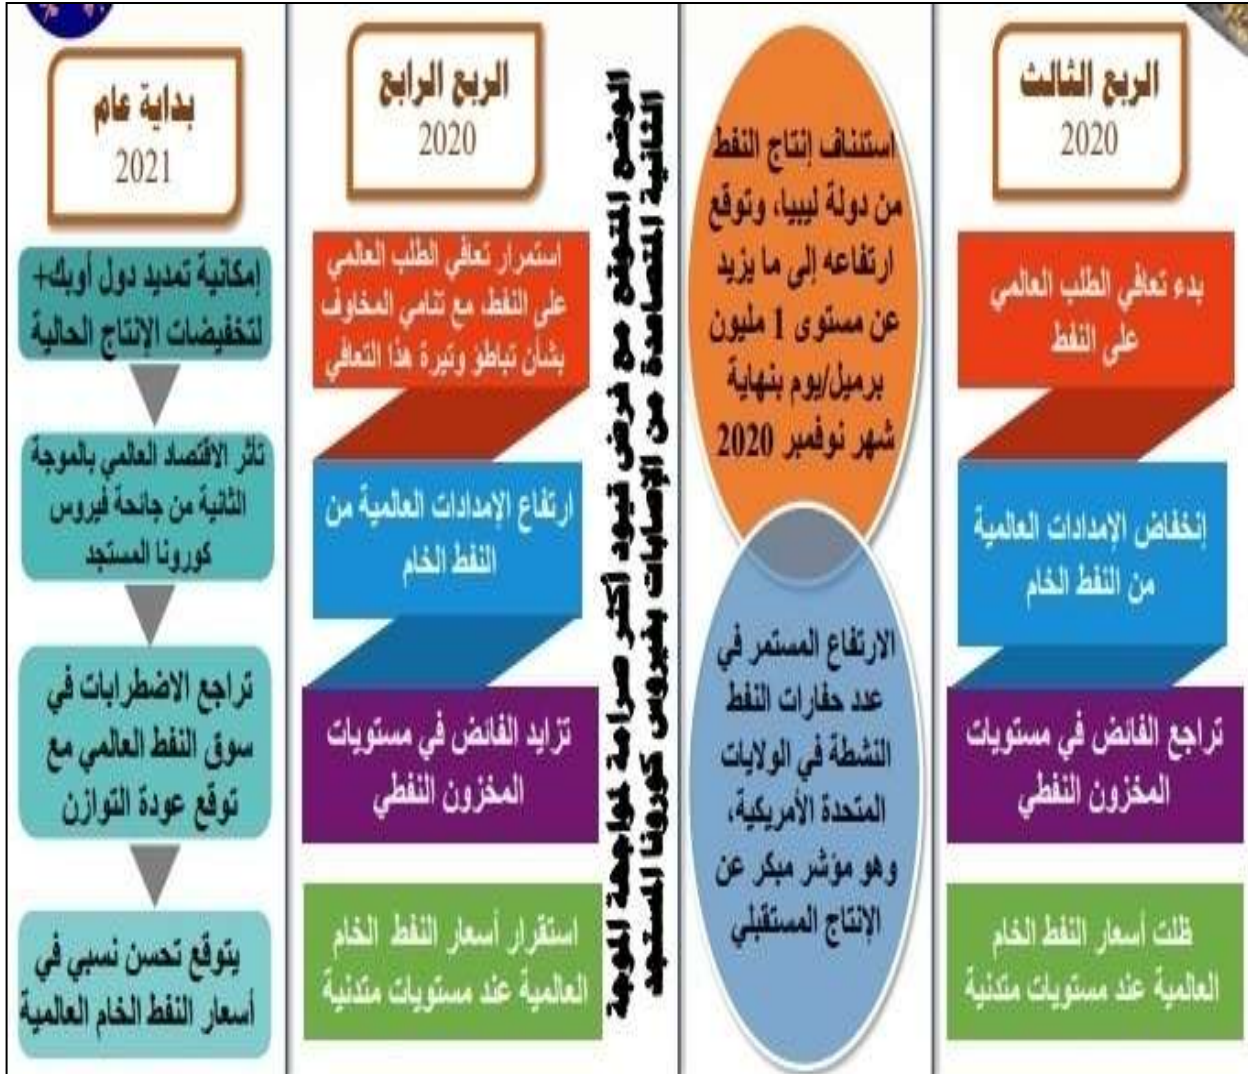 الربع الثالث
2020
بدء تعافي الطلب العالمي
على النفط
إنخفاض الإمدادات العالمية
من النفط الخام
تراجع الفائض في مستويات
المخزون النفطي
ظلت أسعار النفط الخام
العالمية عند مستويات متدنية
استئناف إنتاج النفط
من دولة ليبيا، وتوقع
ارتفاعه إلى ما يزيد
عن مستوى 1 مليون
برميل/يوم بنهاية
شهر نوفمبر 2020
الارتفاع المستمر في
عدد حفارات النفط
النشطة في الولايات
المتحدة الأمريكية،
وهو مؤشر مبكر عن
الإنتاج المستقبلي
الوضع المتوقع مع فرض قيود أكثر صرامة لمواجهة الموجة
الثانية المتصاعدة من الإصابات بفيروس كورونا المستجد
الربع الرابع
2020
استمرار تعافي الطلب العالمي
على النفط، مع تنامي المخاوف
بشأن تباطؤ وتيرة هذا التعافي
ارتفاع الإمدادات العالمية من
النفط الخام
تزايد الفائض في مستويات
المخزون النفطي
استقرار أسعار النفط الخام
العالمية عند مستويات متدنية
بداية عام
2021
إمكانية تمديد دول أوبك+
لتخفيضات الإنتاج الحالية
تأثر الاقتصاد العالمي بالموجة
الثانية من جائحة فيروس
كورونا المستجد
تراجع الاضطرابات في
سوق النفط العالمي مع
توقع عودة التوازن
يتوقع تحسن نسبي في
أسعار النفط الخام العالمية